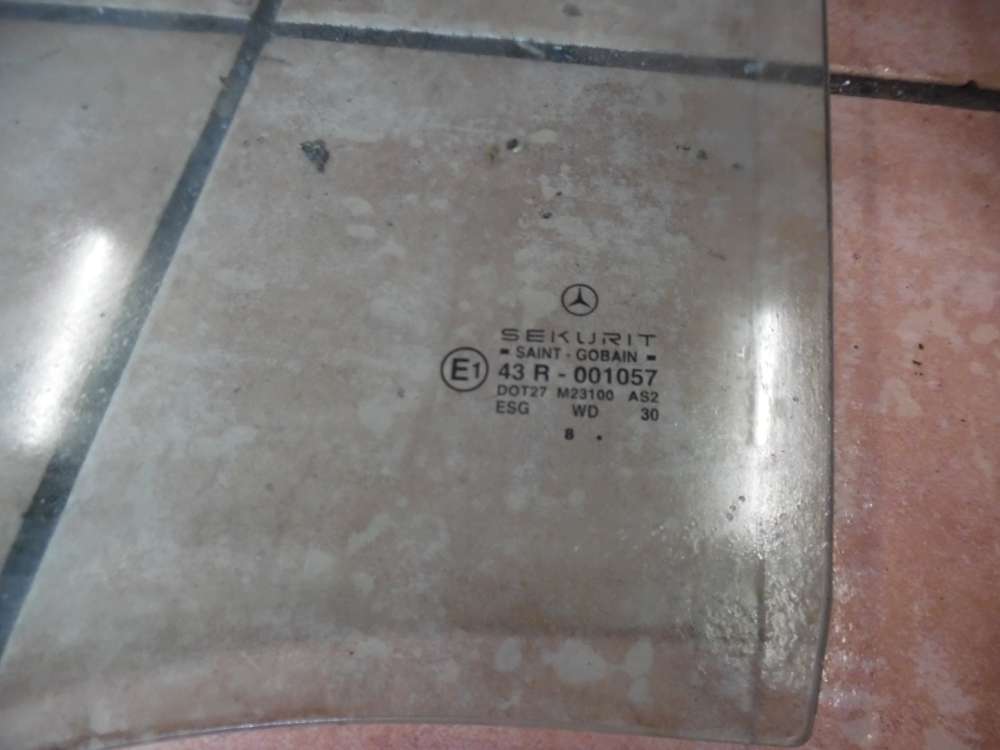 SEKURIT
SAINT - GOBAIN
E1 43 R - 001057
DOT27 M23100 AS2
ESG WD 30
8 .